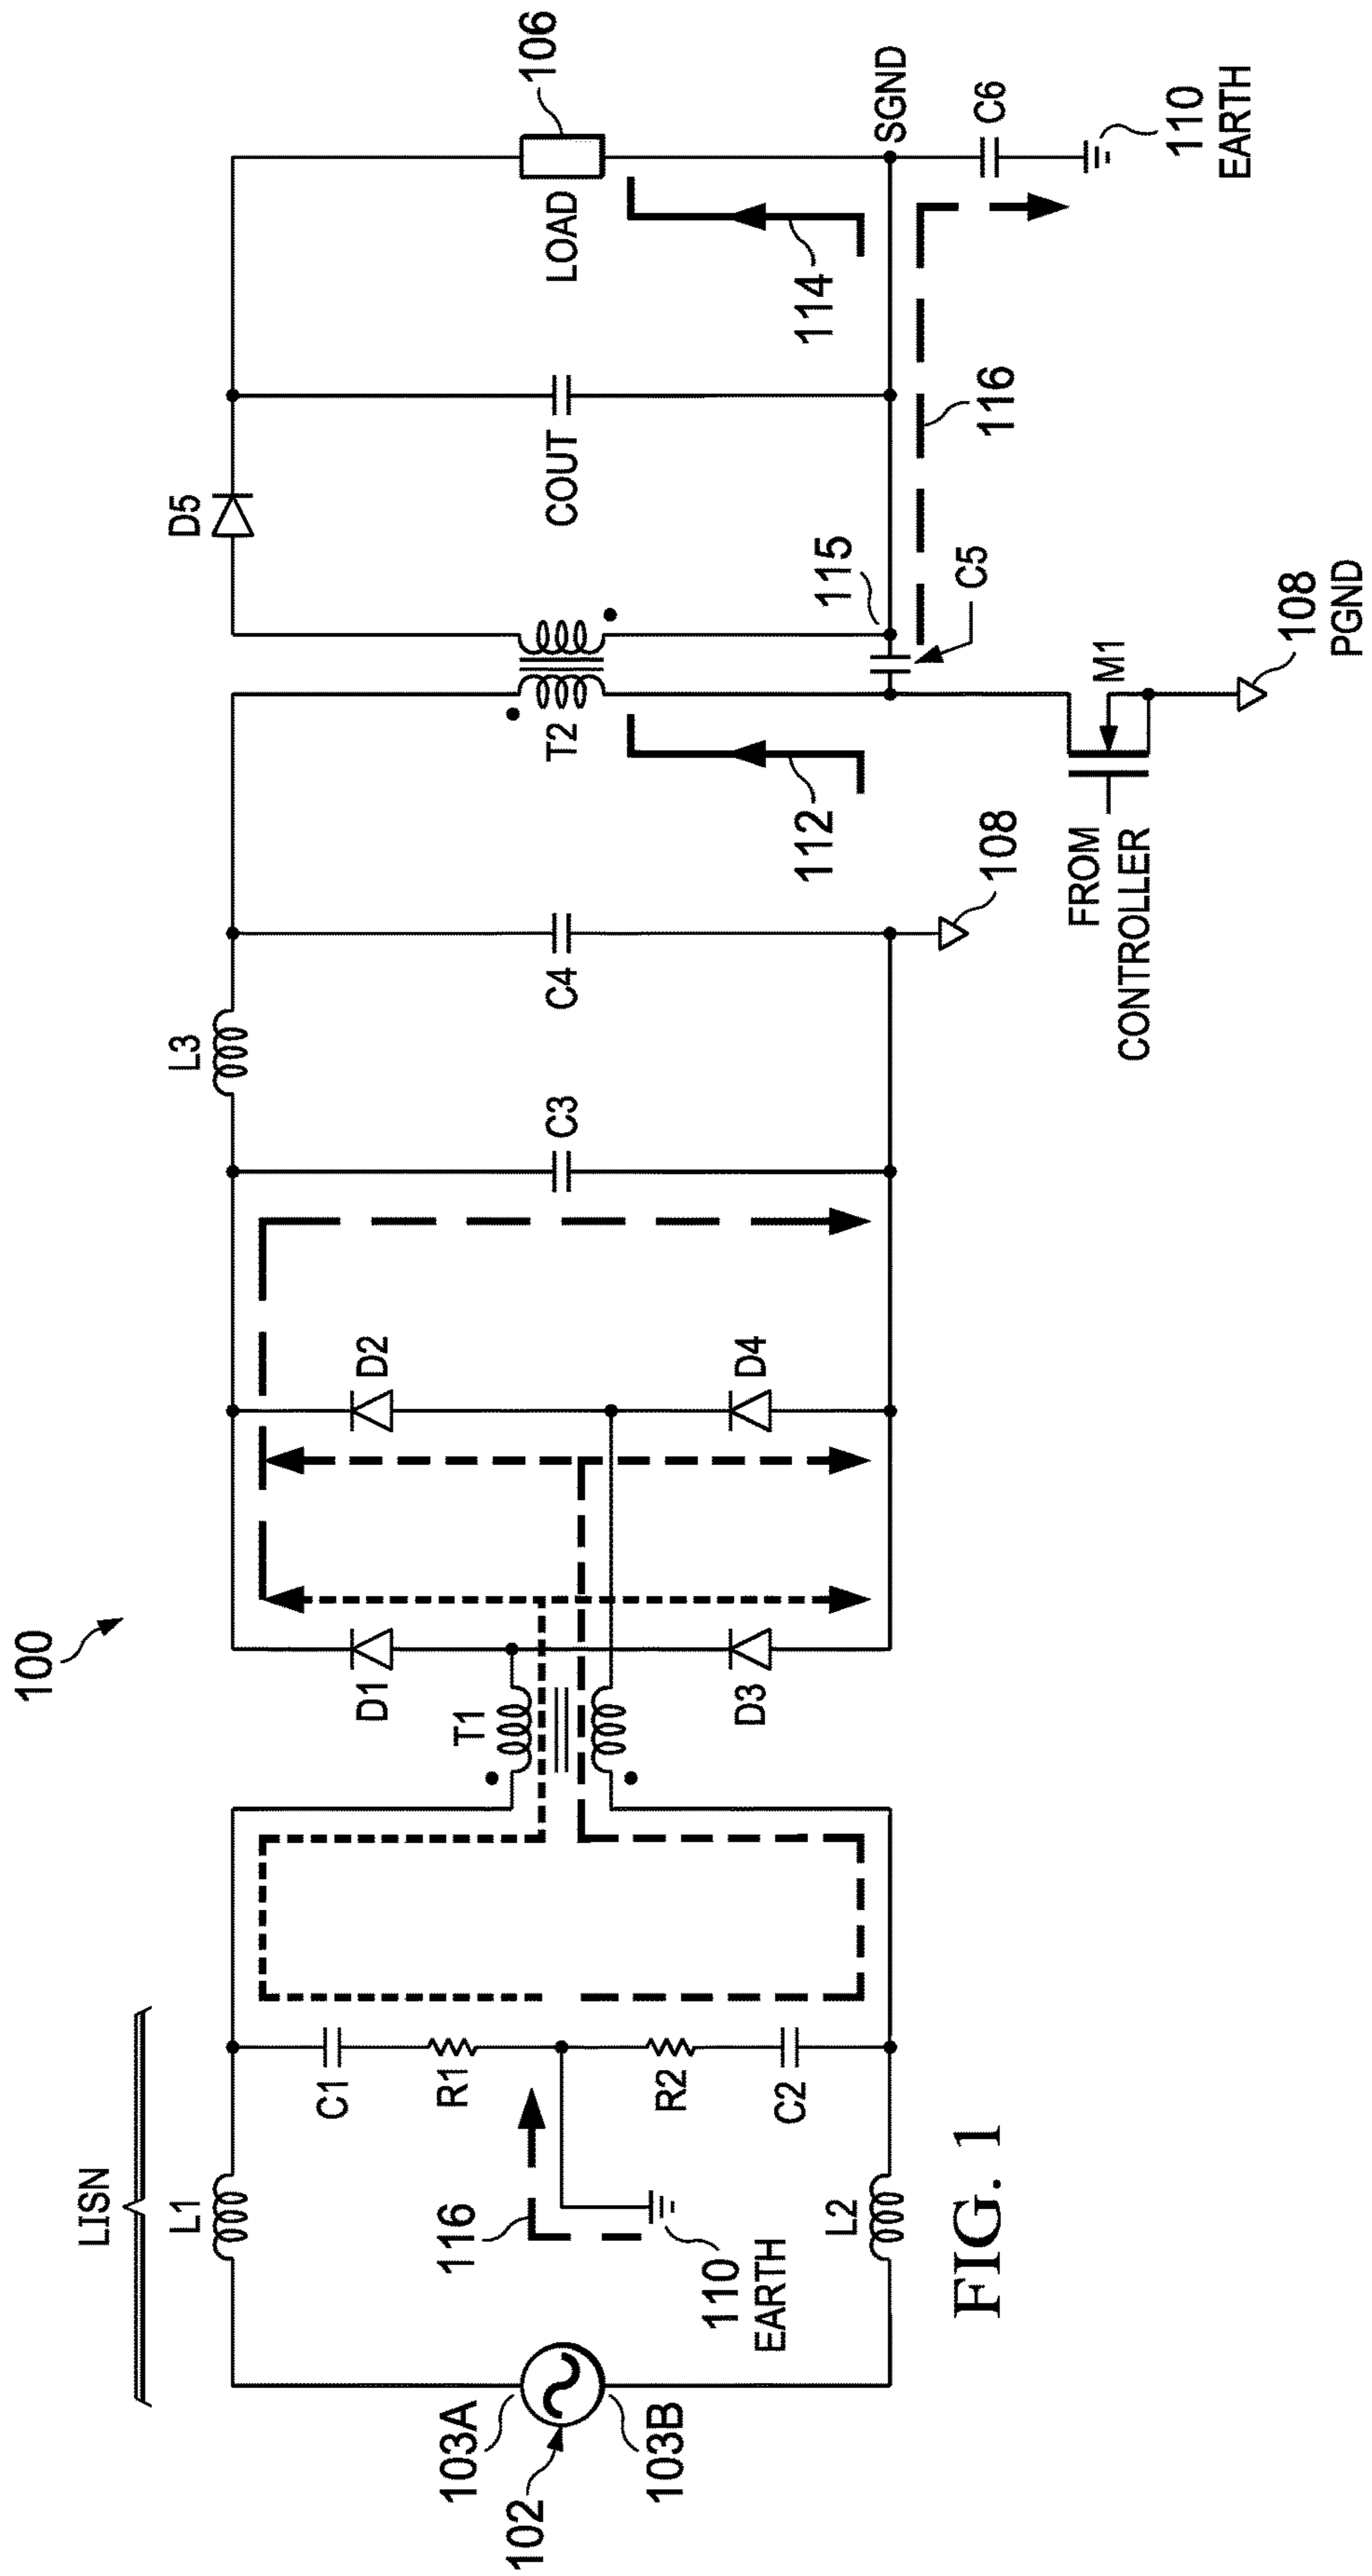 100
LISN
L1
103A
102
103B
116
110
EARTH
L2
C1
R1
R2
C2
T1
D1
D3
D2
D4
C3
L3
C4
108
T2
112
FROM
CONTROLLER
M1
108
PGND
C5
115
D5
COUT
116
114
LOAD
106
SGND
C6
110
EARTH
FIG. 1